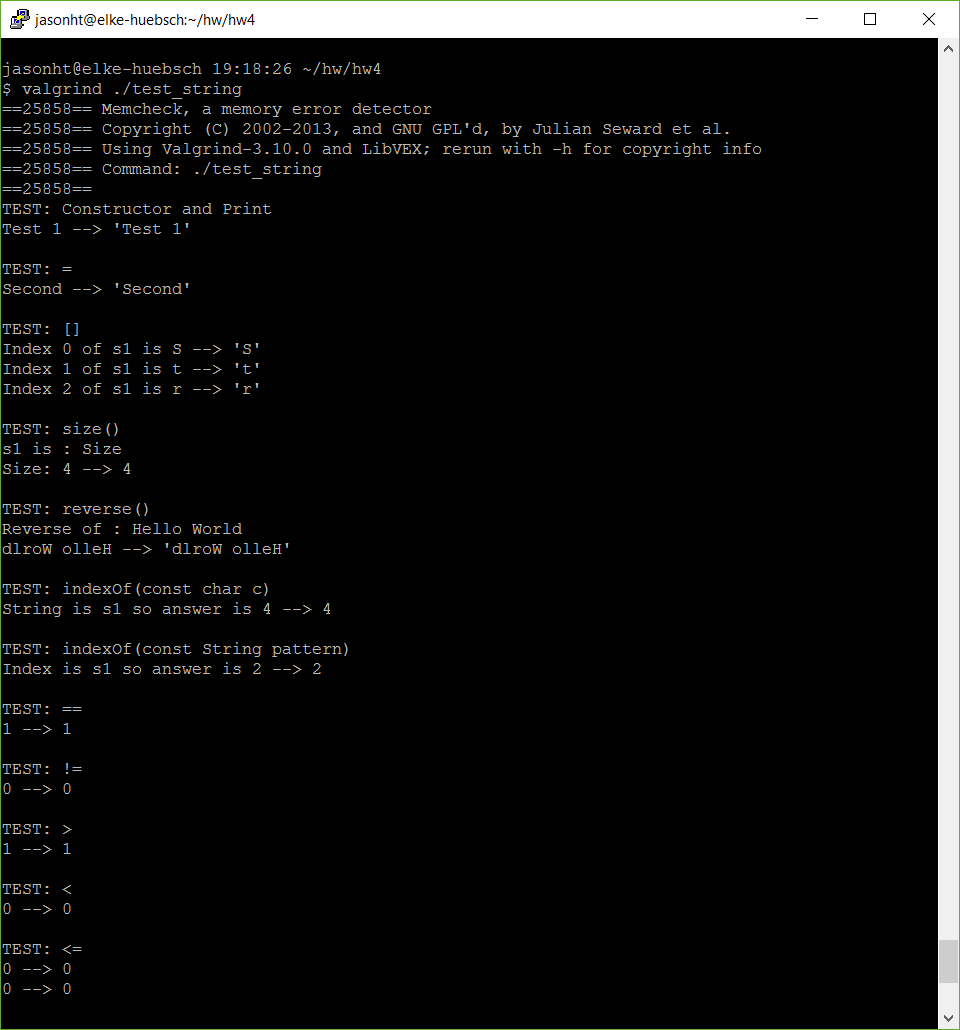 jasonht@elke-huebsch:~/hw/hw4
jasonht@elke-huebsch 19:18:26 ~/hw/hw4
$ valgrind ./test_string
==25858== Memcheck, a memory error detector
==25858== Copyright (C) 2002-2013, and GNU GPL'd, by Julian Seward et al.
==25858== Using Valgrind-3.10.0 and LibVEX; rerun with -h for copyright info
==25858== Command: ./test_string
==25858==
TEST: Constructor and Print
Test 1 --> 'Test 1'
TEST: =
Second --> 'Second'
TEST: []
Index 0 of s1 is S --> 'S'
Index 1 of s1 is t --> 't'
Index 2 of s1 is r --> 'r'
TEST: size()
s1 is : Size
Size: 4 --> 4
TEST: reverse()
Reverse of : Hello World
dlroW olleH --> 'dlroW olleH'
TEST: indexOf(const char c)
String is s1 so answer is 4 --> 4
TEST: indexOf(const String pattern)
Index is s1 so answer is 2 --> 2
TEST: ==
1 --> 1
TEST: !=
0 --> 0
TEST: >
1 --> 1
TEST: <
0 --> 0
TEST: <=
0 --> 0
0 --> 0